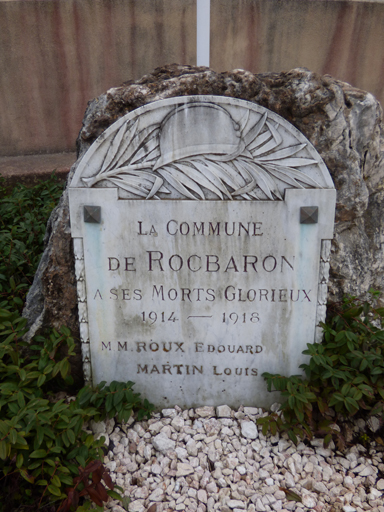 LA COMMUNE
DE ROCBARON
A SES MORTS GLORIEUX
1914 — 1918
MM. ROUX EDOUARD
MARTIN LOUIS